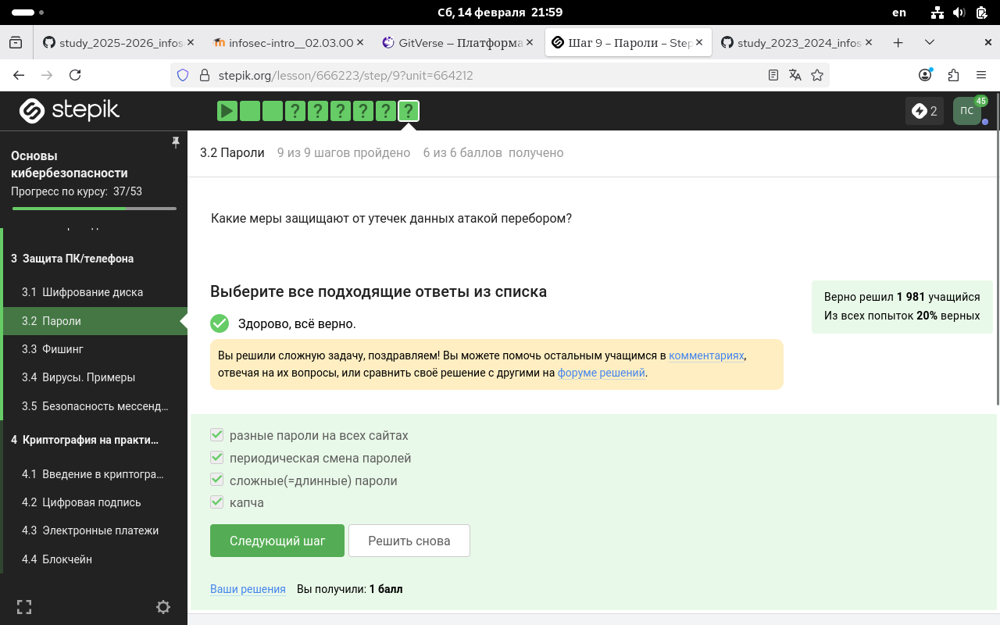 Сб, 14 февраля 21:59
en
study_2025-2026_infos
infosec-intro__02.03.00
GitVerse — Платформа
Шаг 9 – Пароли – Step
study_2023_2024_infos
stepik.org/lesson/666223/step/9?unit=664212
stepik
? ? ? ? ? ?
2
ПС
45
Основы
кибербезопасности
Прогресс по курсу: 37/53
3 Защита ПК/телефона
3.1 Шифрование диска
3.2 Пароли
3.3 Фишинг
3.4 Вирусы. Примеры
3.5 Безопасность мессенд...
4 Криптография на практи...
4.1 Введение в криптогра...
4.2 Цифровая подпись
4.3 Электронные платежи
4.4 Блокчейн
3.2 Пароли 9 из 9 шагов пройдено 6 из 6 баллов получено
Какие меры защищают от утечек данных атакой перебором?
Выберите все подходящие ответы из списка
Здорово, всё верно.
Верно решил 1 981 учащийся
Из всех попыток 20% верных
Вы решили сложную задачу, поздравляем! Вы можете помочь остальным учащимся в комментариях,
отвечая на их вопросы, или сравнить своё решение с другими на форуме решений.
разные пароли на всех сайтах
периодическая смена паролей
сложные(=длинные) пароли
капча
Следующий шаг
Решить снова
Ваши решения Вы получили: 1 балл